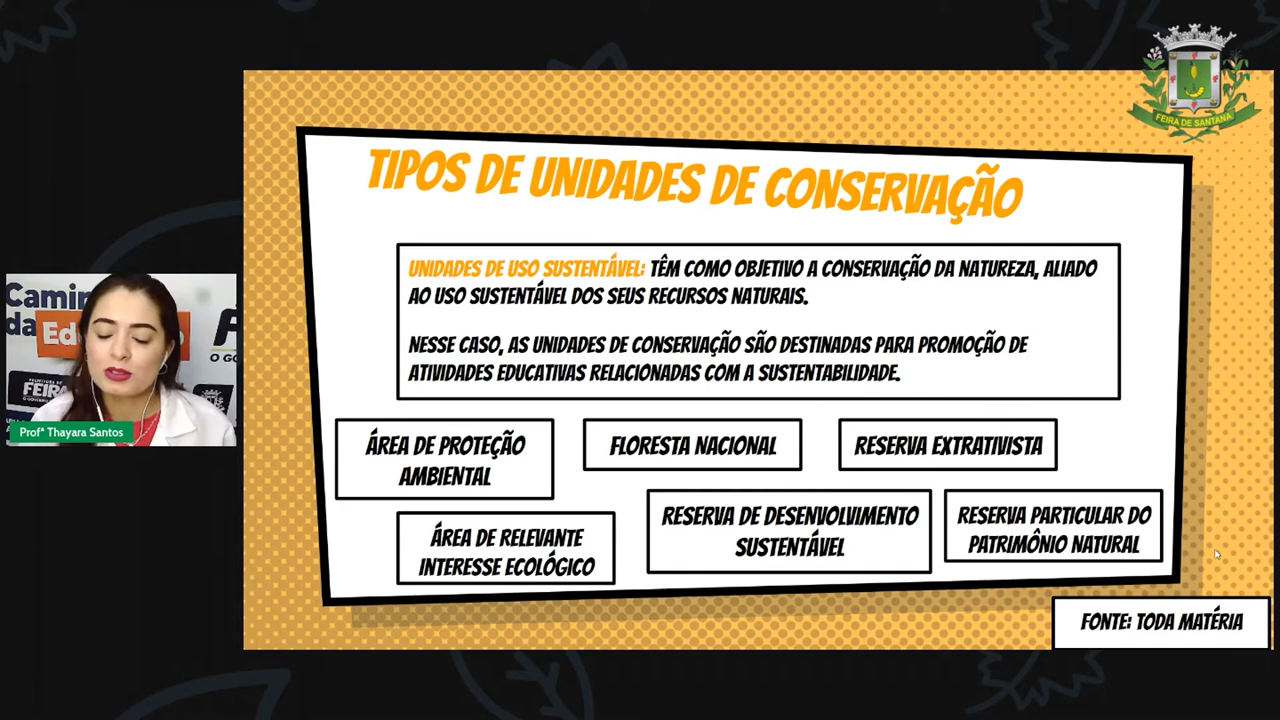 FEIRA DE SANTANA
TIPOS DE UNIDADES DE CONSERVAÇÃO
UNIDADES DE USO SUSTENTÁVEL: TÊM COMO OBJETIVO A CONSERVAÇÃO DA NATUREZA, ALIADO
AO USO SUSTENTÁVEL DOS SEUS RECURSOS NATURAIS.
NESSE CASO, AS UNIDADES DE CONSERVAÇÃO SÃO DESTINADAS PARA PROMOÇÃO DE
ATIVIDADES EDUCATIVAS RELACIONADAS COM A SUSTENTABILIDADE.
ÁREA DE PROTEÇÃO
AMBIENTAL
FLORESTA NACIONAL
RESERVA EXTRATIVISTA
ÁREA DE RELEVANTE
INTERESSE ECOLÓGICO
RESERVA DE DESENVOLVIMENTO
SUSTENTÁVEL
RESERVA PARTICULAR DO
PATRIMÔNIO NATURAL
FONTE: TODA MATÉRIA
Profª Thayara Santos
FEIRA